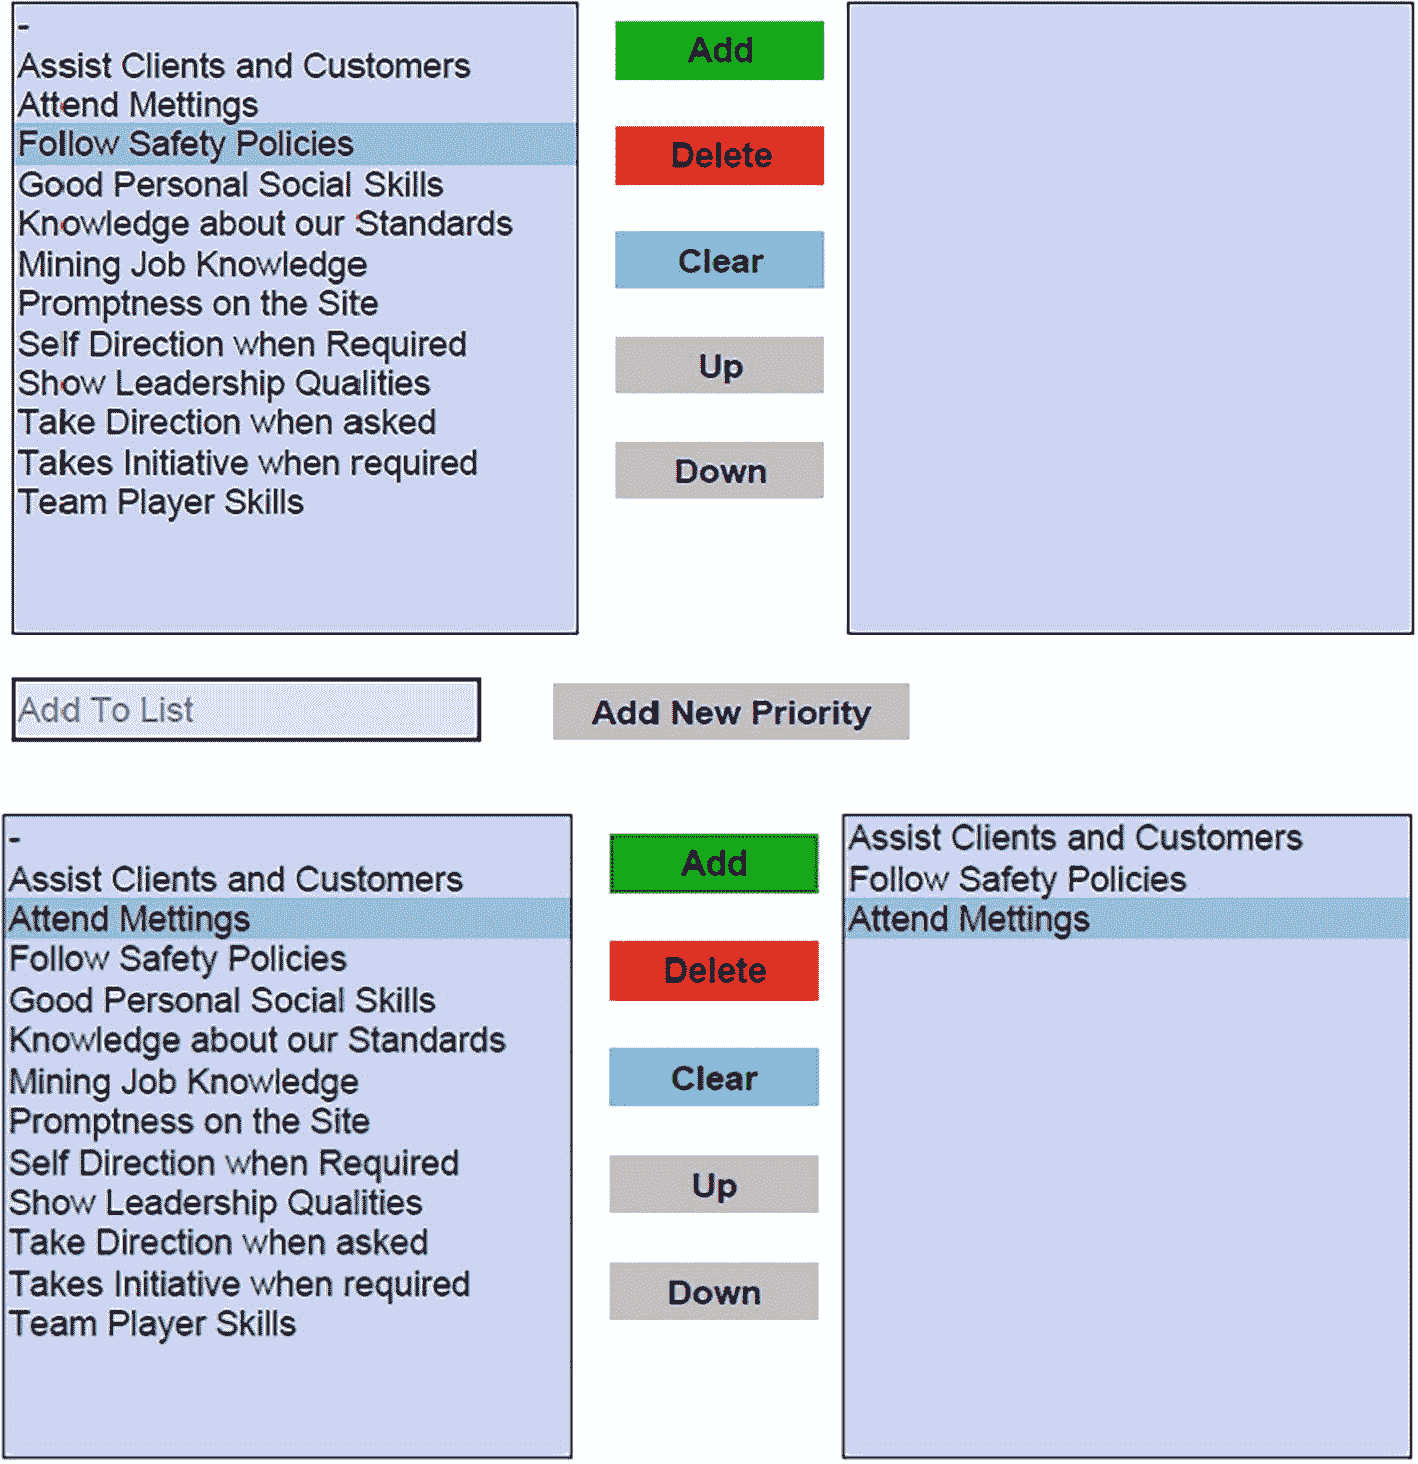 -
Assist Clients and Customers
Attend Mettings
Follow Safety Policies
Good Personal Social Skills
Knowledge about our Standards
Mining Job Knowledge
Promptness on the Site
Self Direction when Required
Show Leadership Qualities
Take Direction when asked
Takes Initiative when required
Team Player Skills
Add
Delete
Clear
Up
Down
Add To List
Add New Priority
-
Assist Clients and Customers
Attend Mettings
Follow Safety Policies
Good Personal Social Skills
Knowledge about our Standards
Mining Job Knowledge
Promptness on the Site
Self Direction when Required
Show Leadership Qualities
Take Direction when asked
Takes Initiative when required
Team Player Skills
Add
Delete
Clear
Up
Down
Assist Clients and Customers
Follow Safety Policies
Attend Mettings